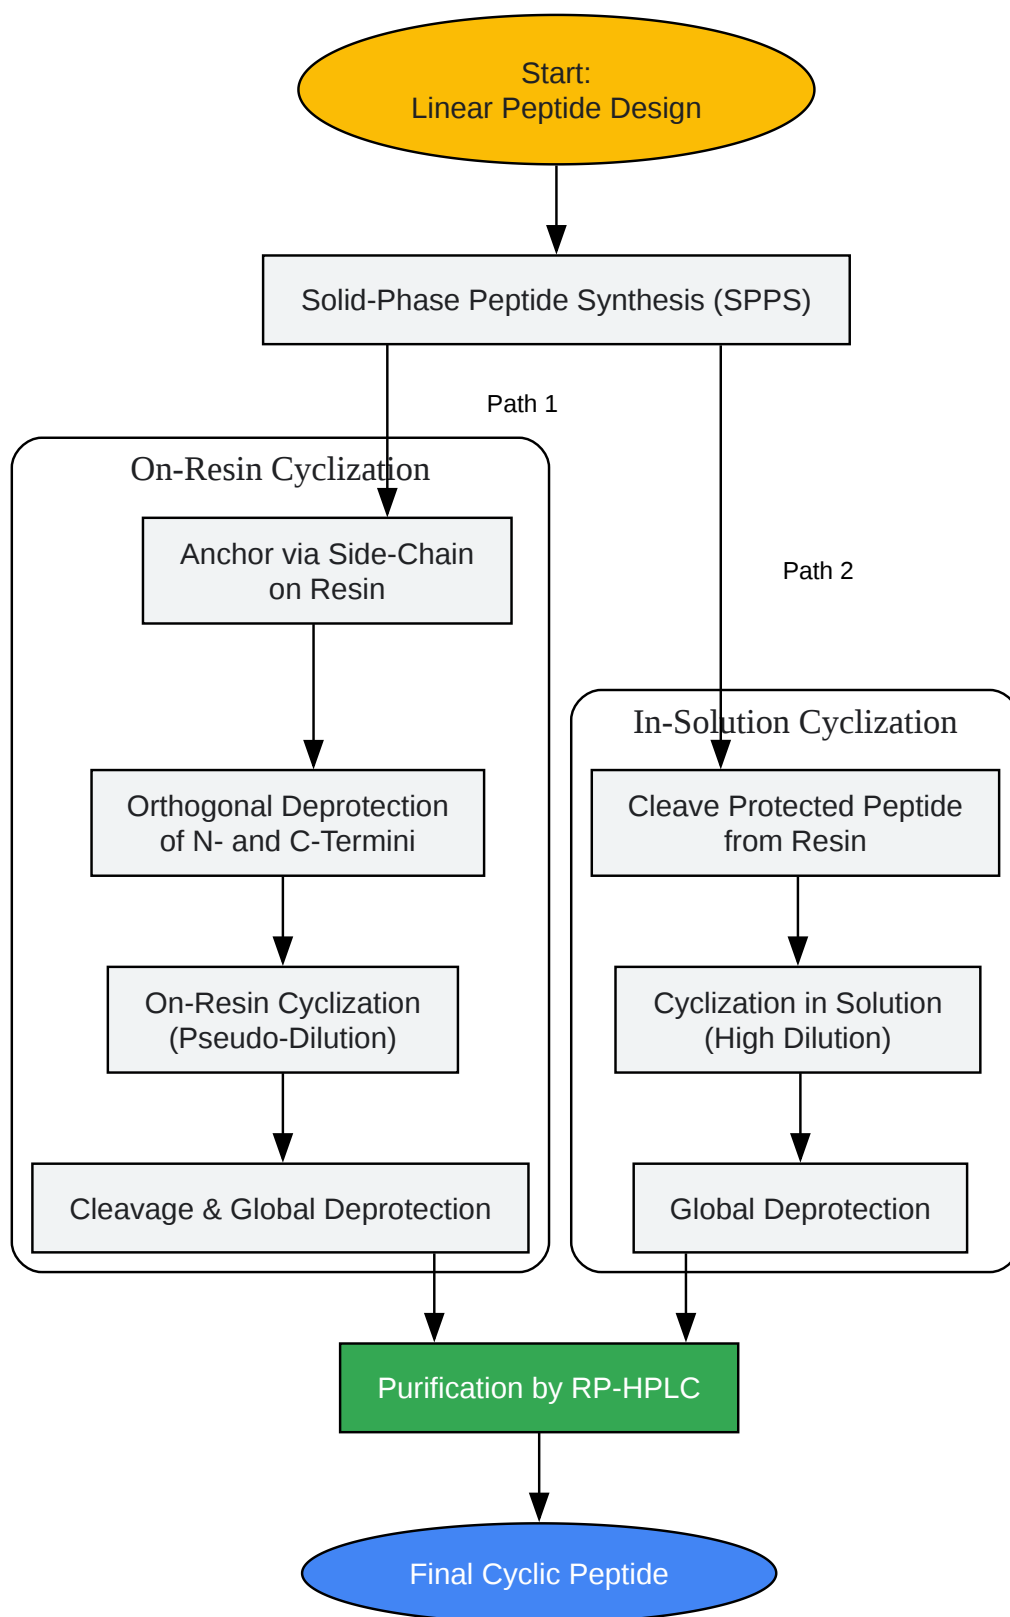 Start:
Linear Peptide Design
Solid-Phase Peptide Synthesis (SPPS)
Path 1
On-Resin Cyclization
Anchor via Side-Chain
on Resin
Path 2
In-Solution Cyclization
Orthogonal Deprotection
of N- and C-Termini
Cleave Protected Peptide
from Resin
On-Resin Cyclization
(Pseudo-Dilution)
Cyclization in Solution
(High Dilution)
Cleavage & Global Deprotection
Global Deprotection
Purification by RP-HPLC
Final Cyclic Peptide